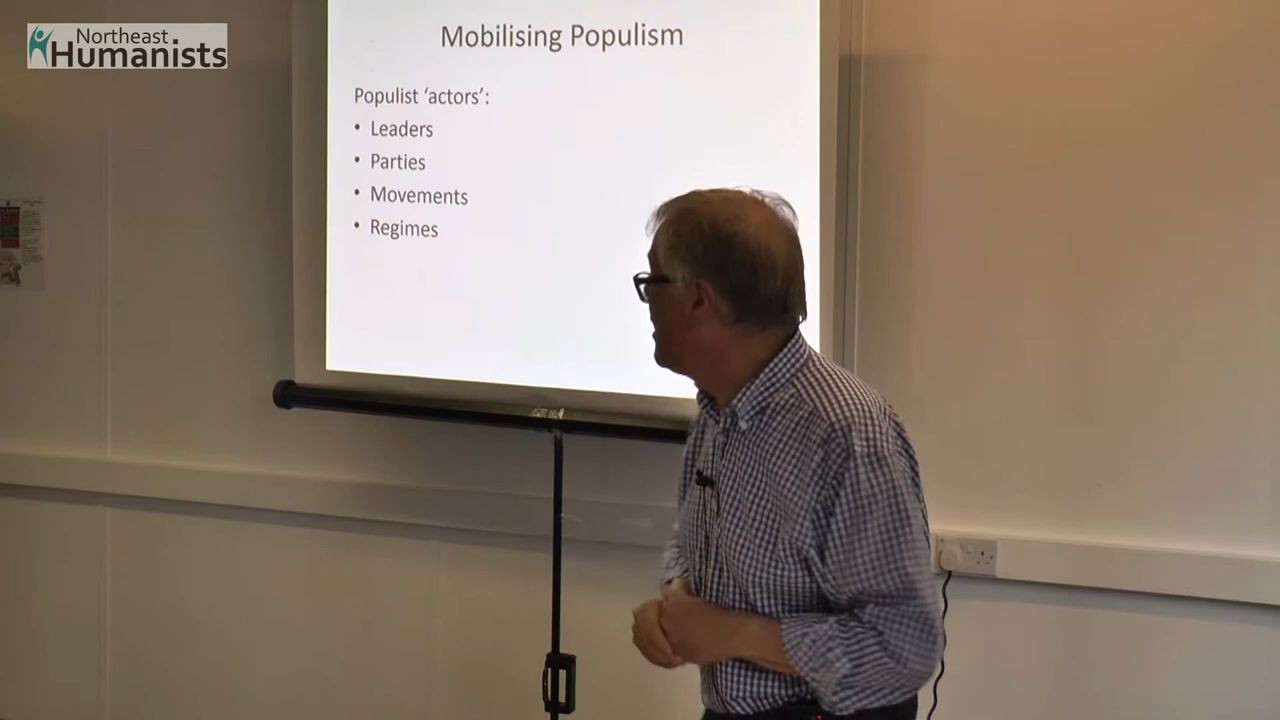 Northeast
Humanists
Mobilising Populism
Populist ‘actors’:
• Leaders
• Parties
• Movements
• Regimes